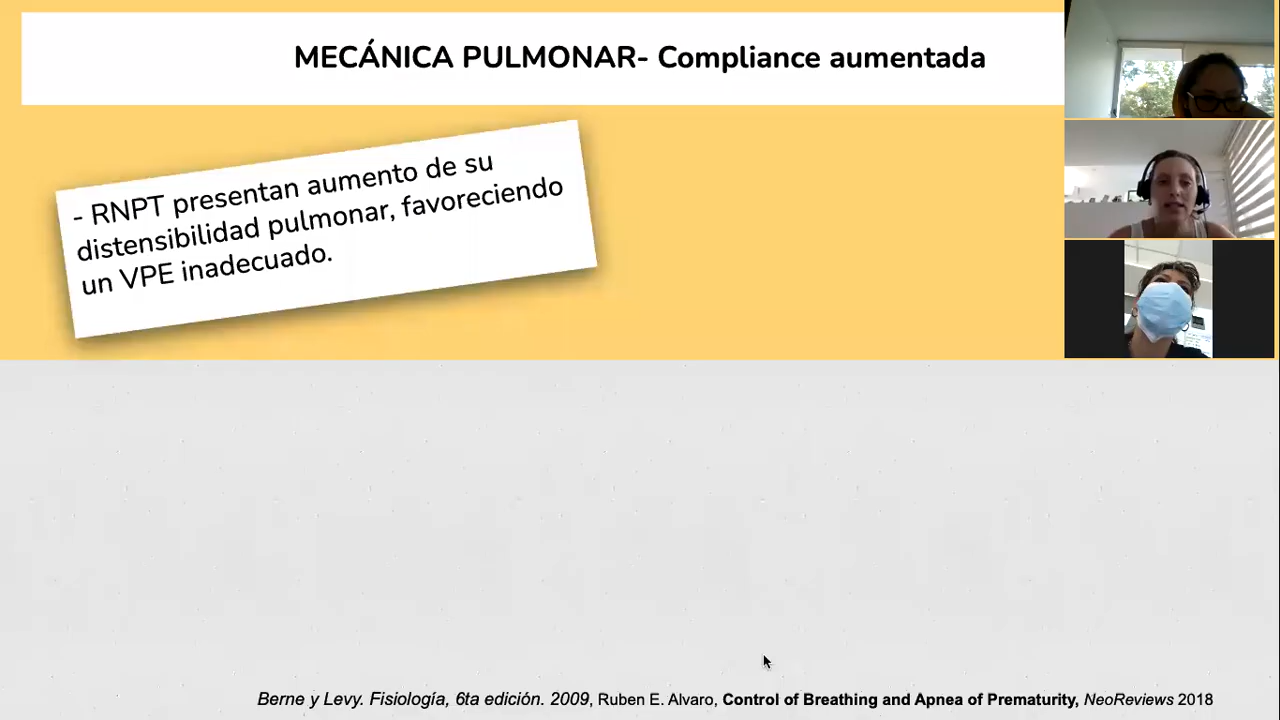 MECÁNICA PULMONAR- Compliance aumentada
- RNPT presentan aumento de su
distensibilidad pulmonar, favoreciendo
un VPE inadecuado.
Berne y Levy. Fisiología, 6ta edición. 2009, Ruben E. Alvaro, Control of Breathing and Apnea of Prematurity, NeoReviews 2018